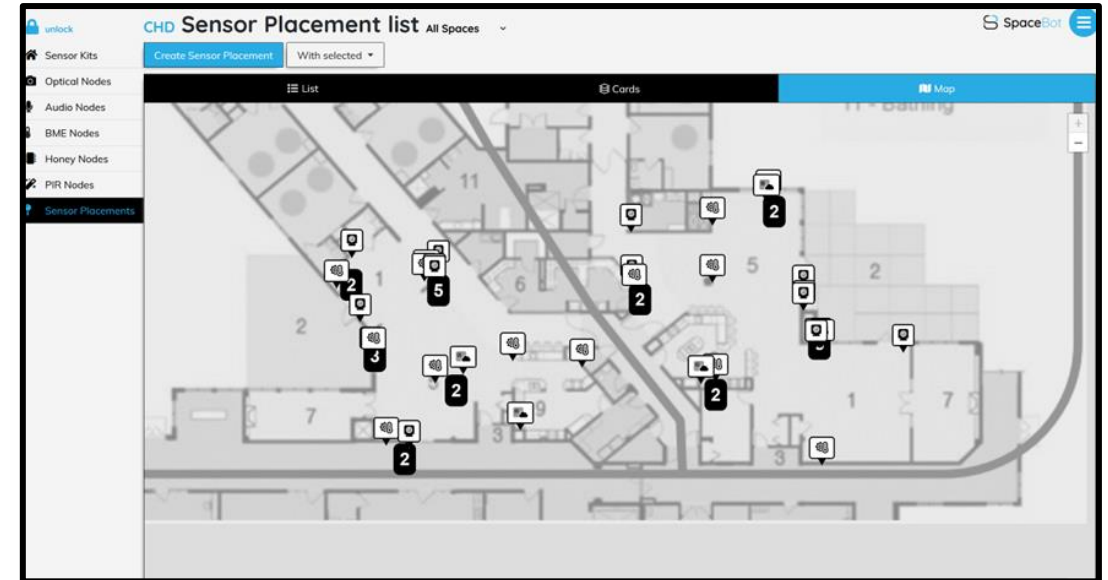 unlock
CHD Sensor Placement list All Spaces
SpaceBot
Sensor Kits
Create Sensor Placement
With selected
Optical Nodes
List
Cards
Map
Audio Nodes
11 - Bathing
+
-
BME Nodes
Honey Nodes
PIR Nodes
Sensor Placements
11
2
1
2
5
6
5
2
2
2
3
2
2
9
7
1
7
3
2
3